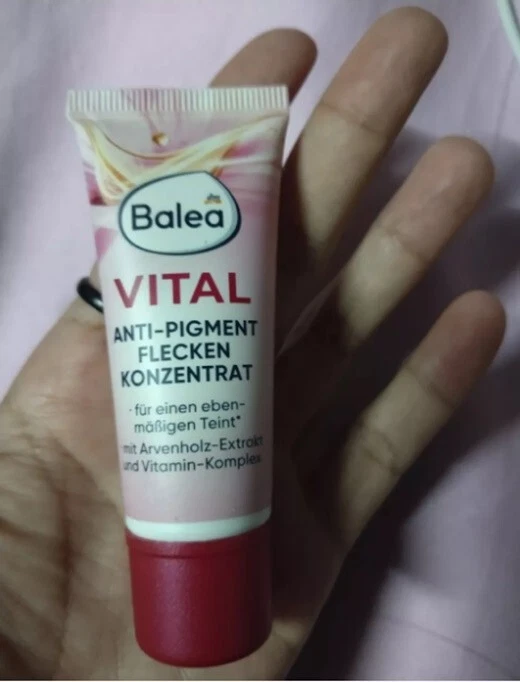 Balea
VITAL
ANTI-PIGMENT
FLECKEN
KONZENTRAT
· für einen eben-
mäßigen Teint*
mit Arvenholz-Extrakt
und Vitamin-Komplex